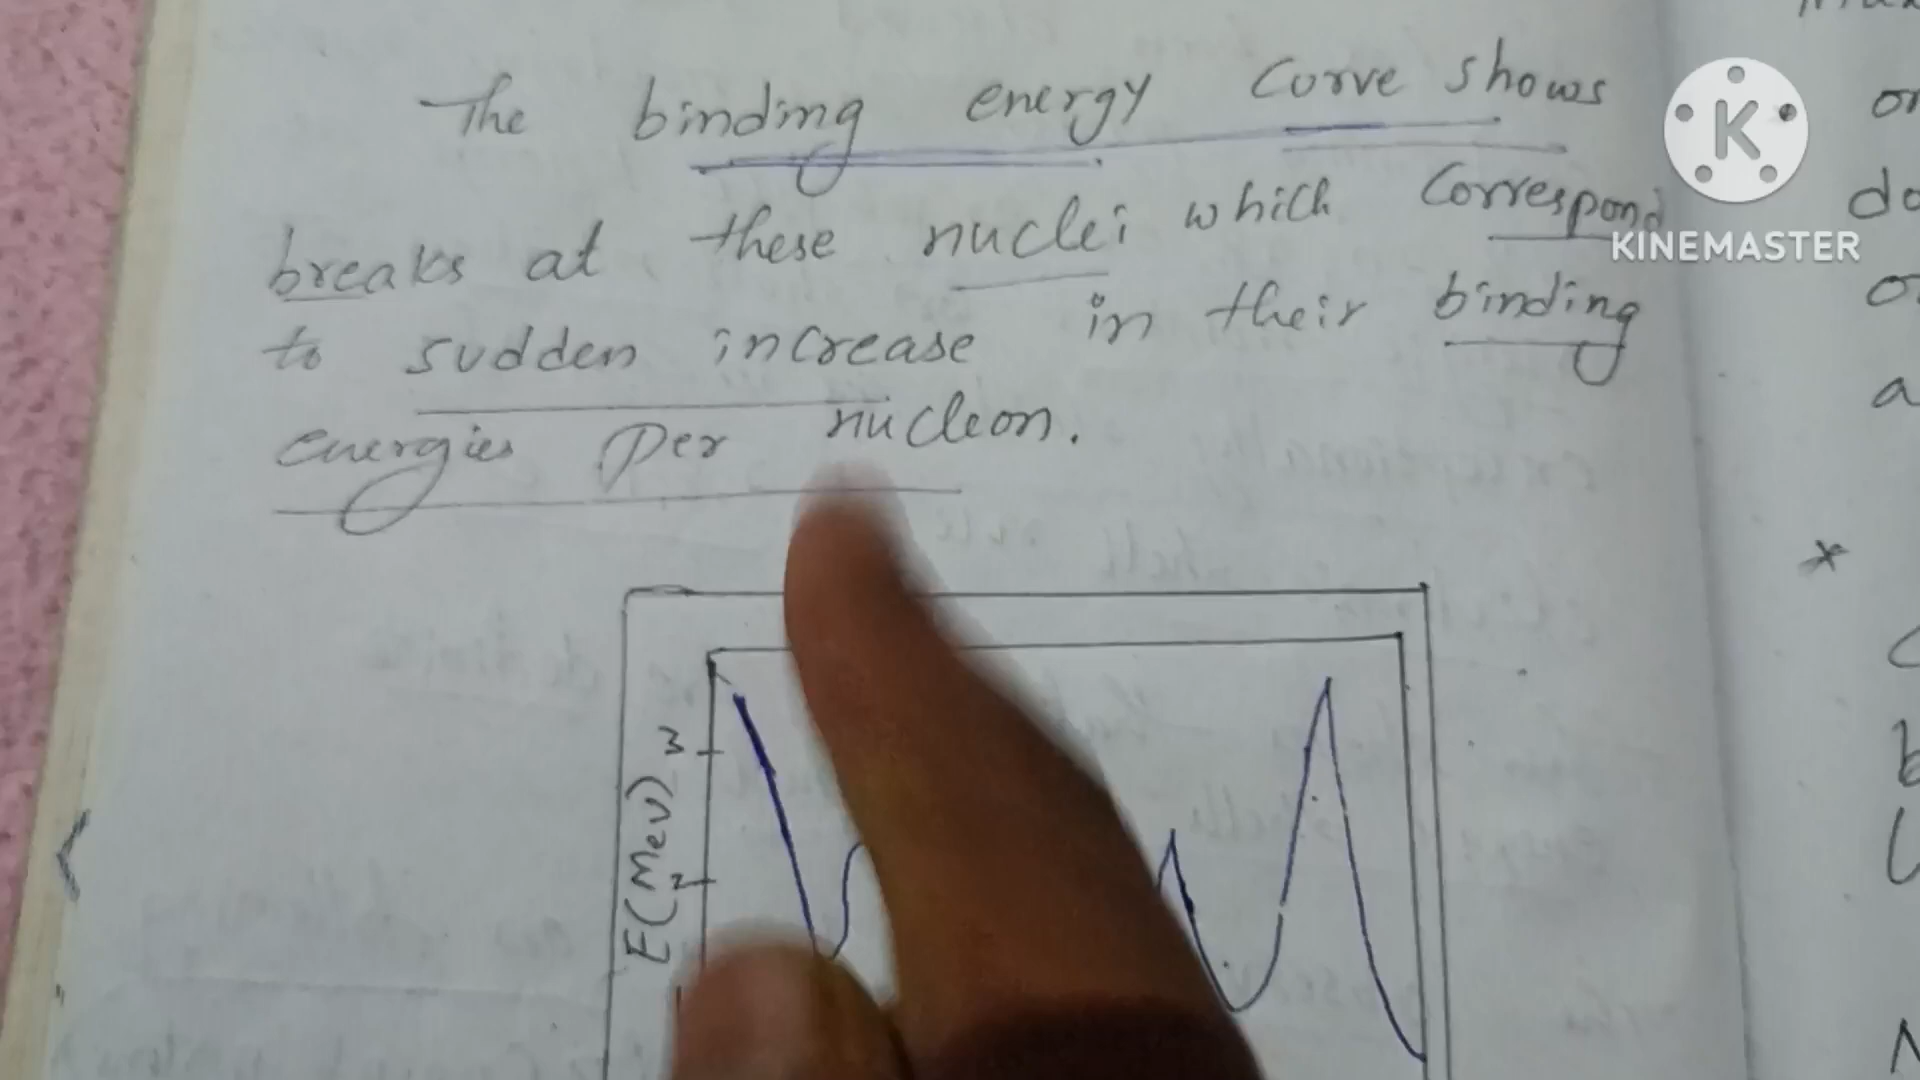 The binding energy curve shows
breaks at these nuclei which correspond
to sudden increase in their binding
energies per nucleon.
E(MeV)
3
2
K
KINEMASTER